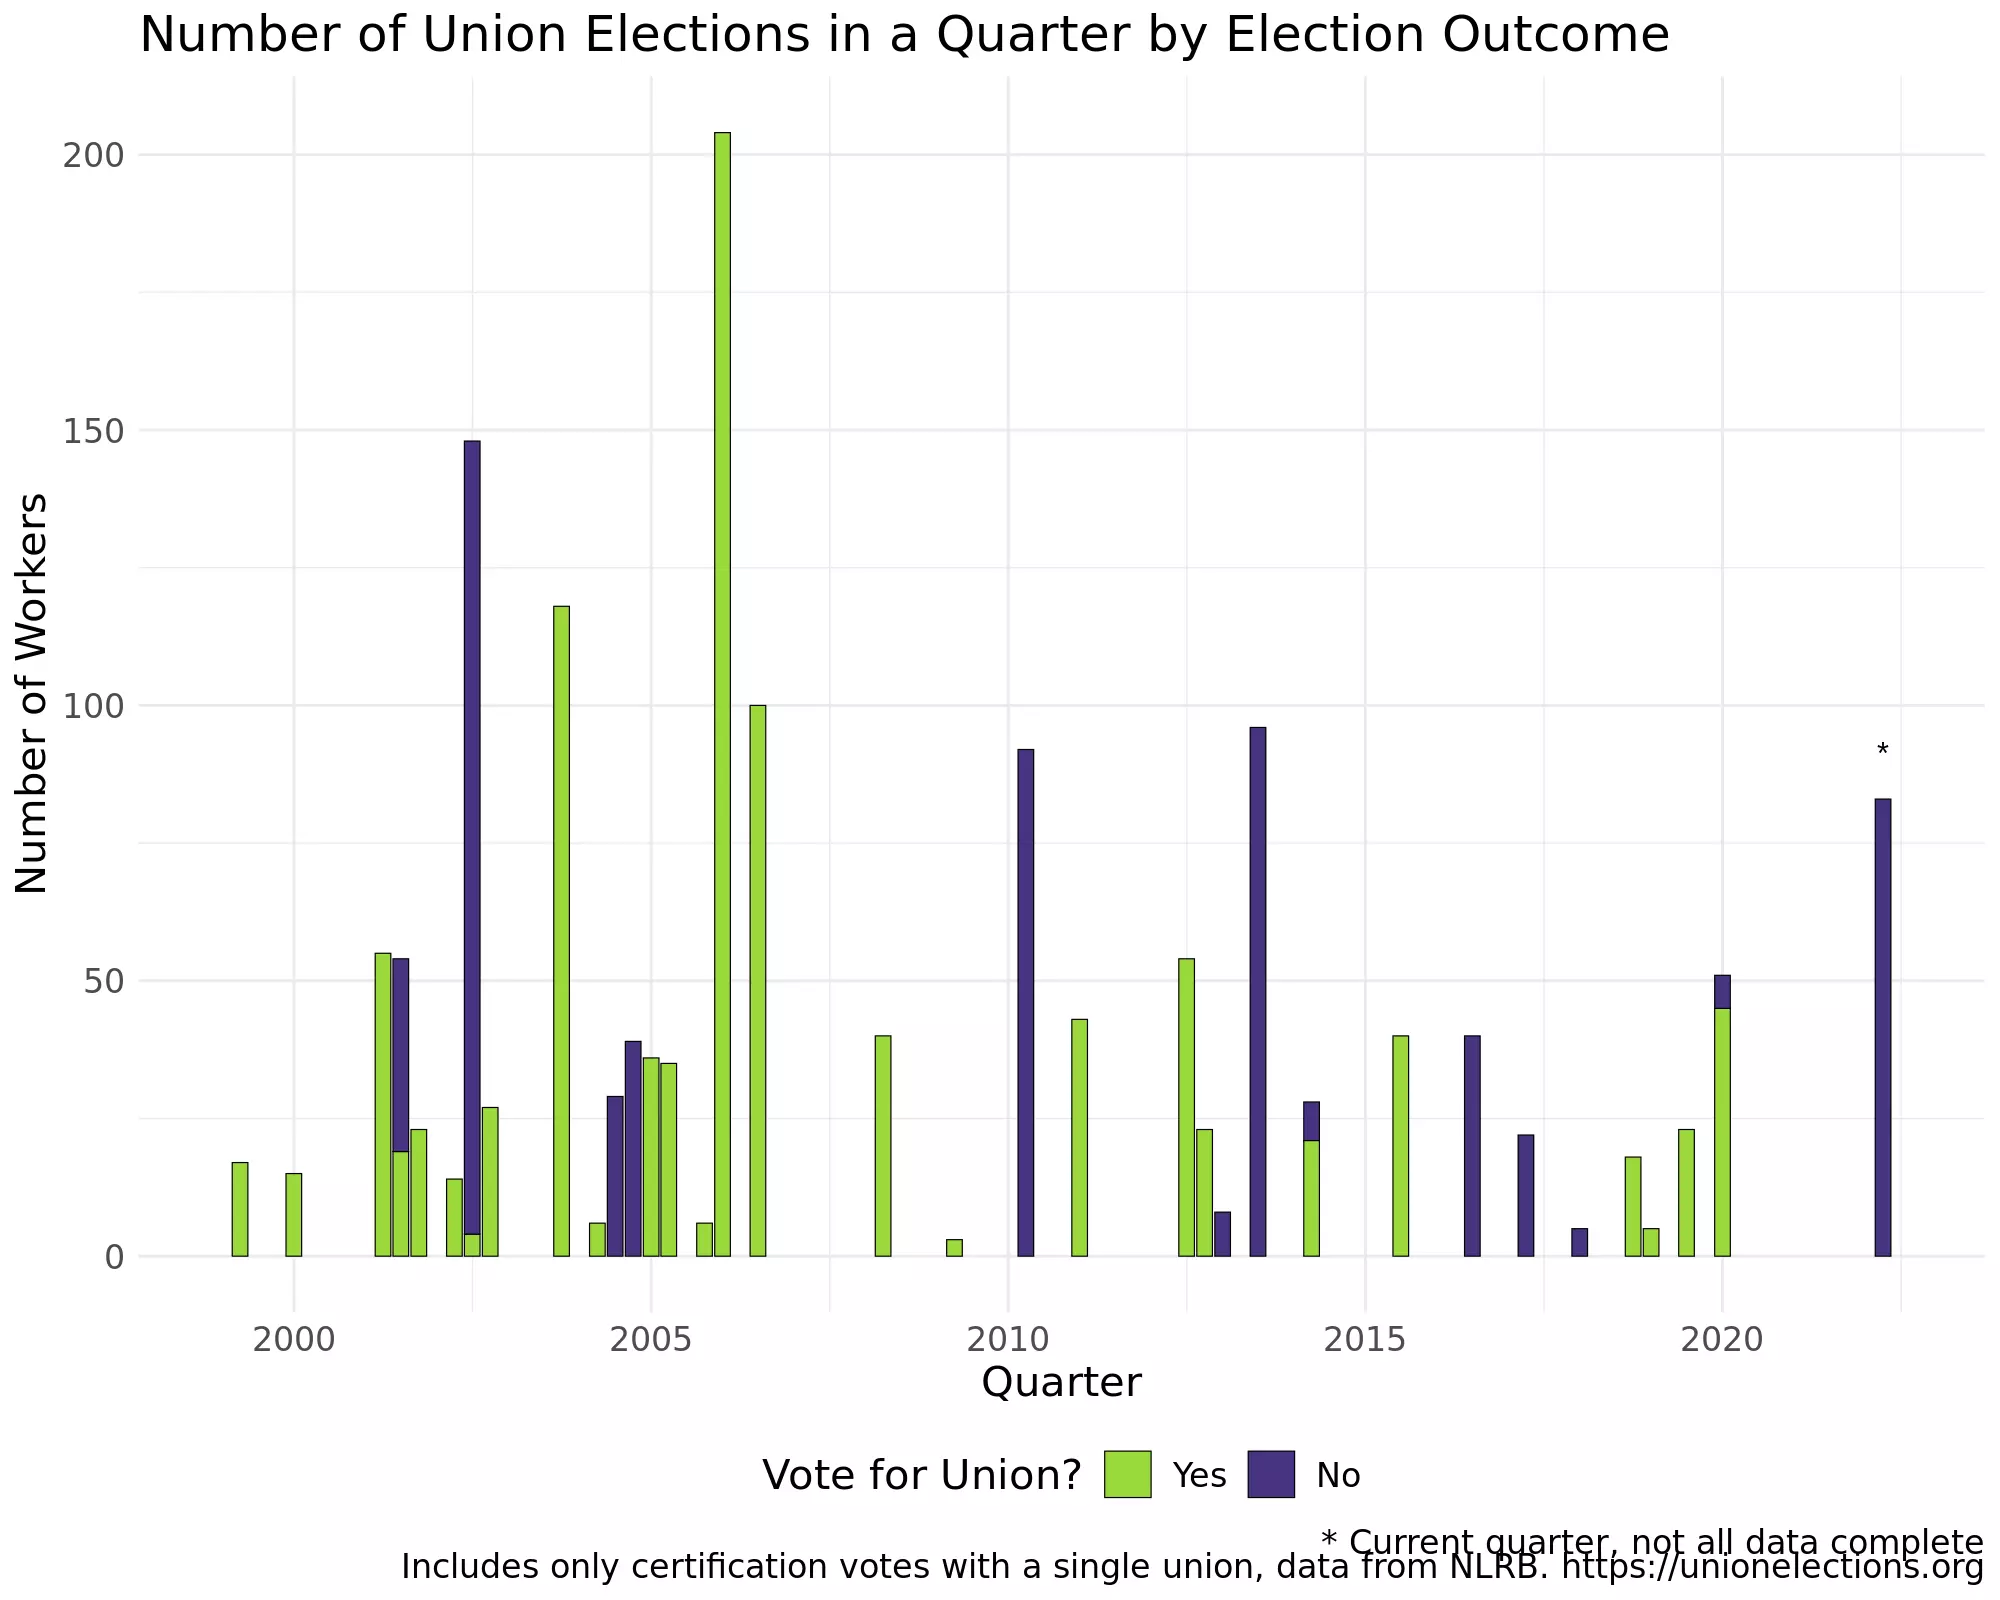 Number of Union Elections in a Quarter by Election Outcome
Number of Workers
200
150
100
50
0
*
2000 2005 2010 2015 2020
Quarter
Vote for Union? Yes No
* Current quarter, not all data complete
Includes only certification votes with a single union, data from NLRB. https://unionelections.org